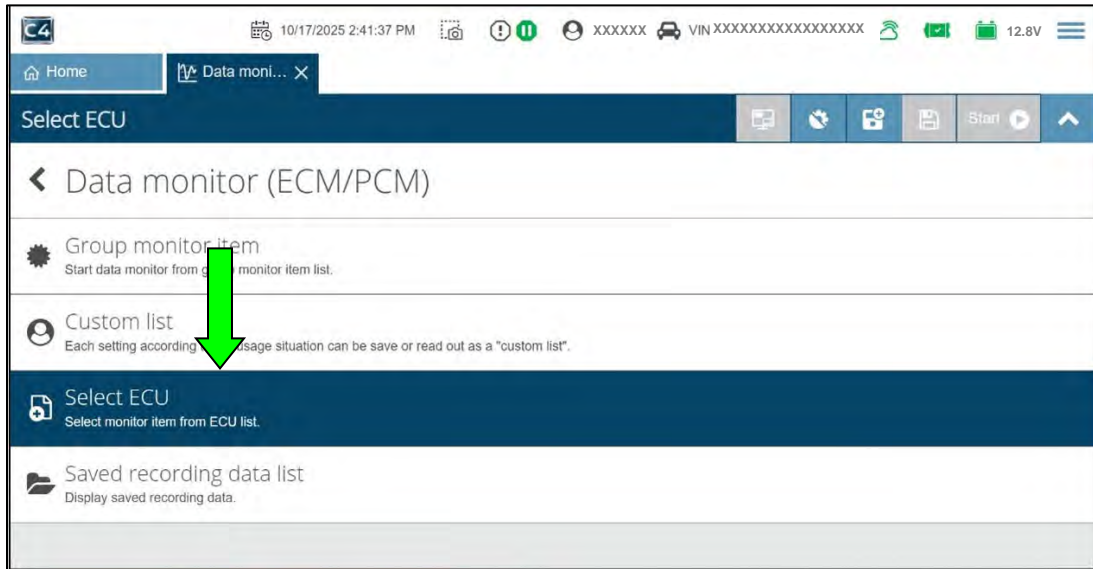 C4 10/17/2025 2:41:37 PM XXXXXX VIN XXXXXXXXXXXXXXXXX 12.8V
Home Data moni...
Select ECU Start
Data monitor (ECM/PCM)
Group monitor item
Start data monitor from monitor item list.
Custom list
Each setting according usage situation can be save or read out as a "custom list".
Select ECU
Select monitor item from ECU list.
Saved recording data list
Display saved recording data.